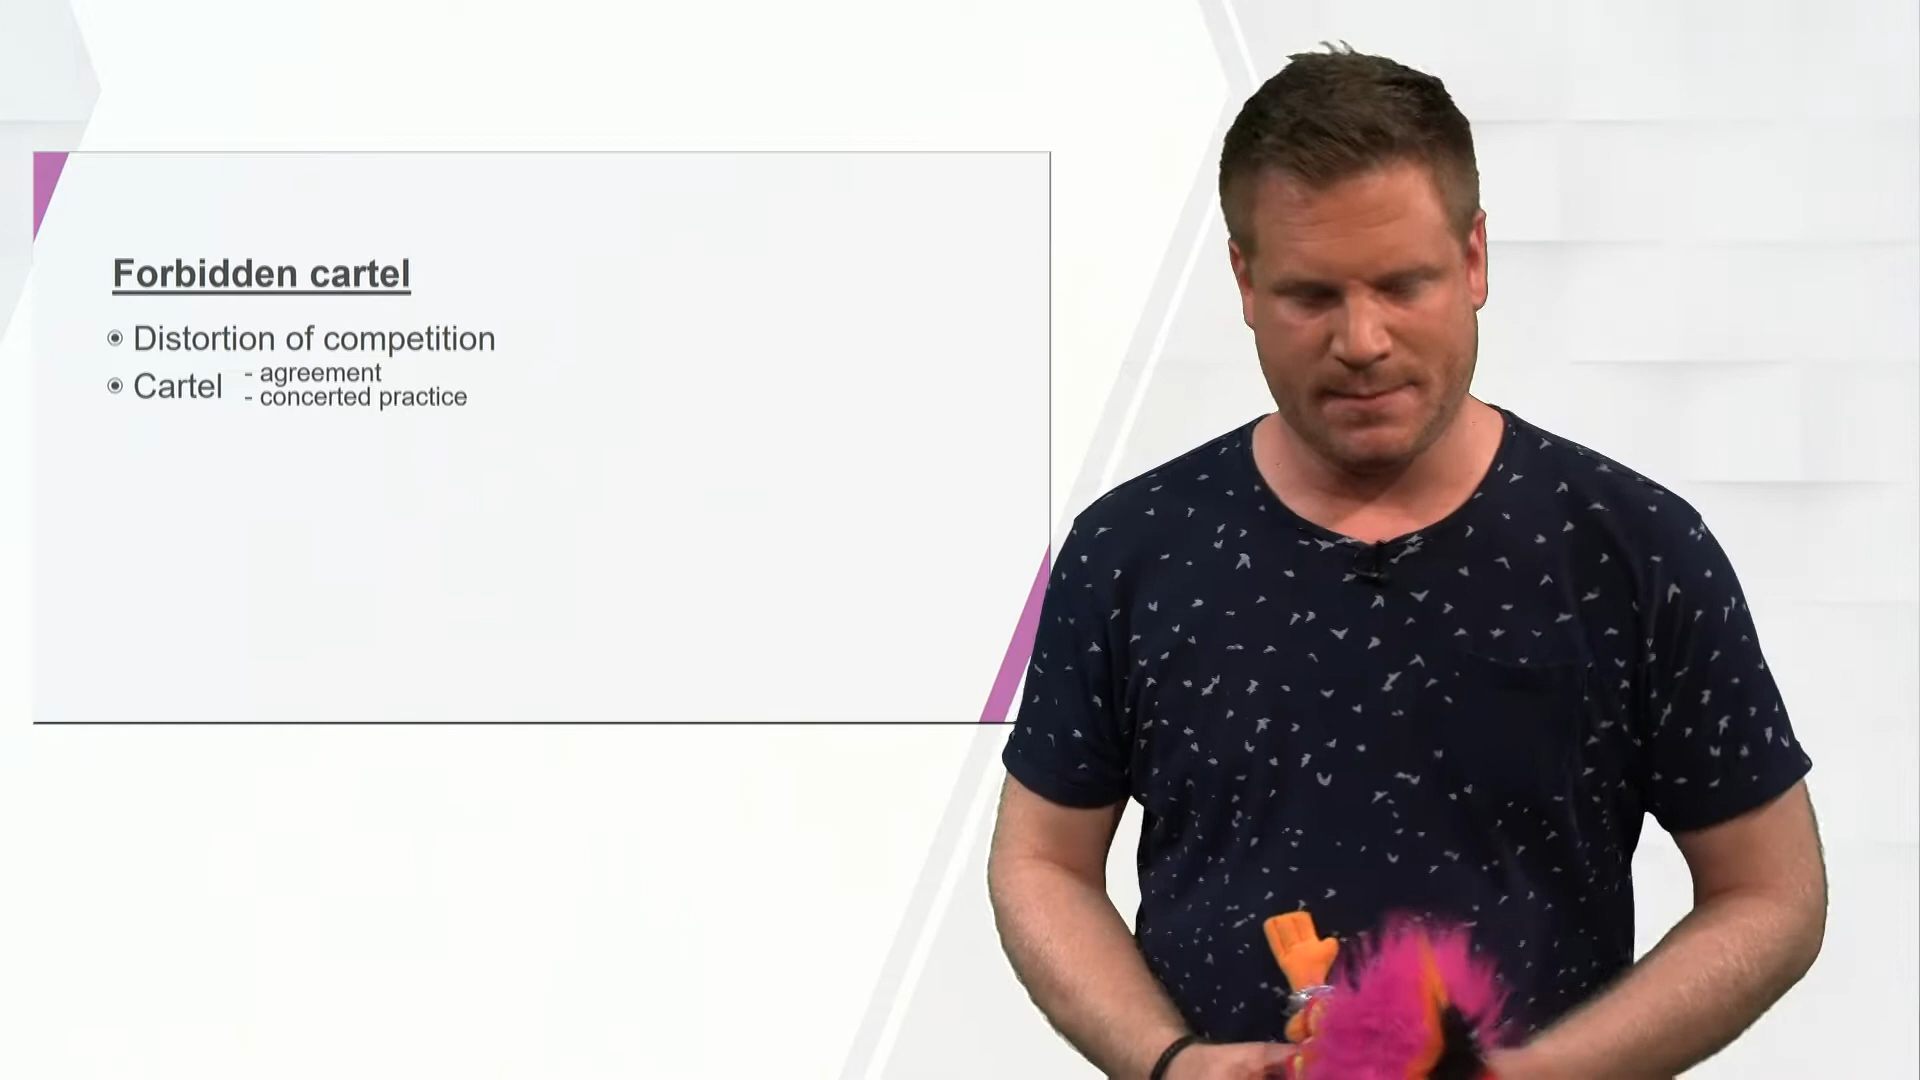 Forbidden cartel
Distortion of competition
Cartel - agreement
- concerted practice